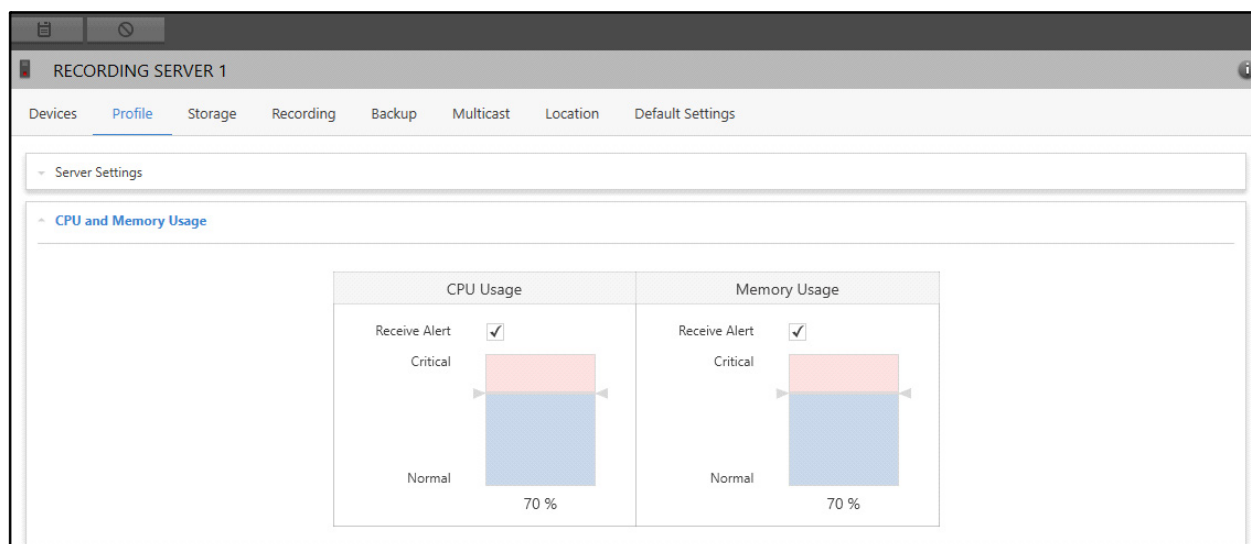 RECORDING SERVER 1
Devices Profile Storage Recording Backup Multicast Location Default Settings
Server Settings
CPU and Memory Usage
CPU Usage Memory Usage
Receive Alert Receive Alert
Critical Critical
Normal Normal
70 % 70 %